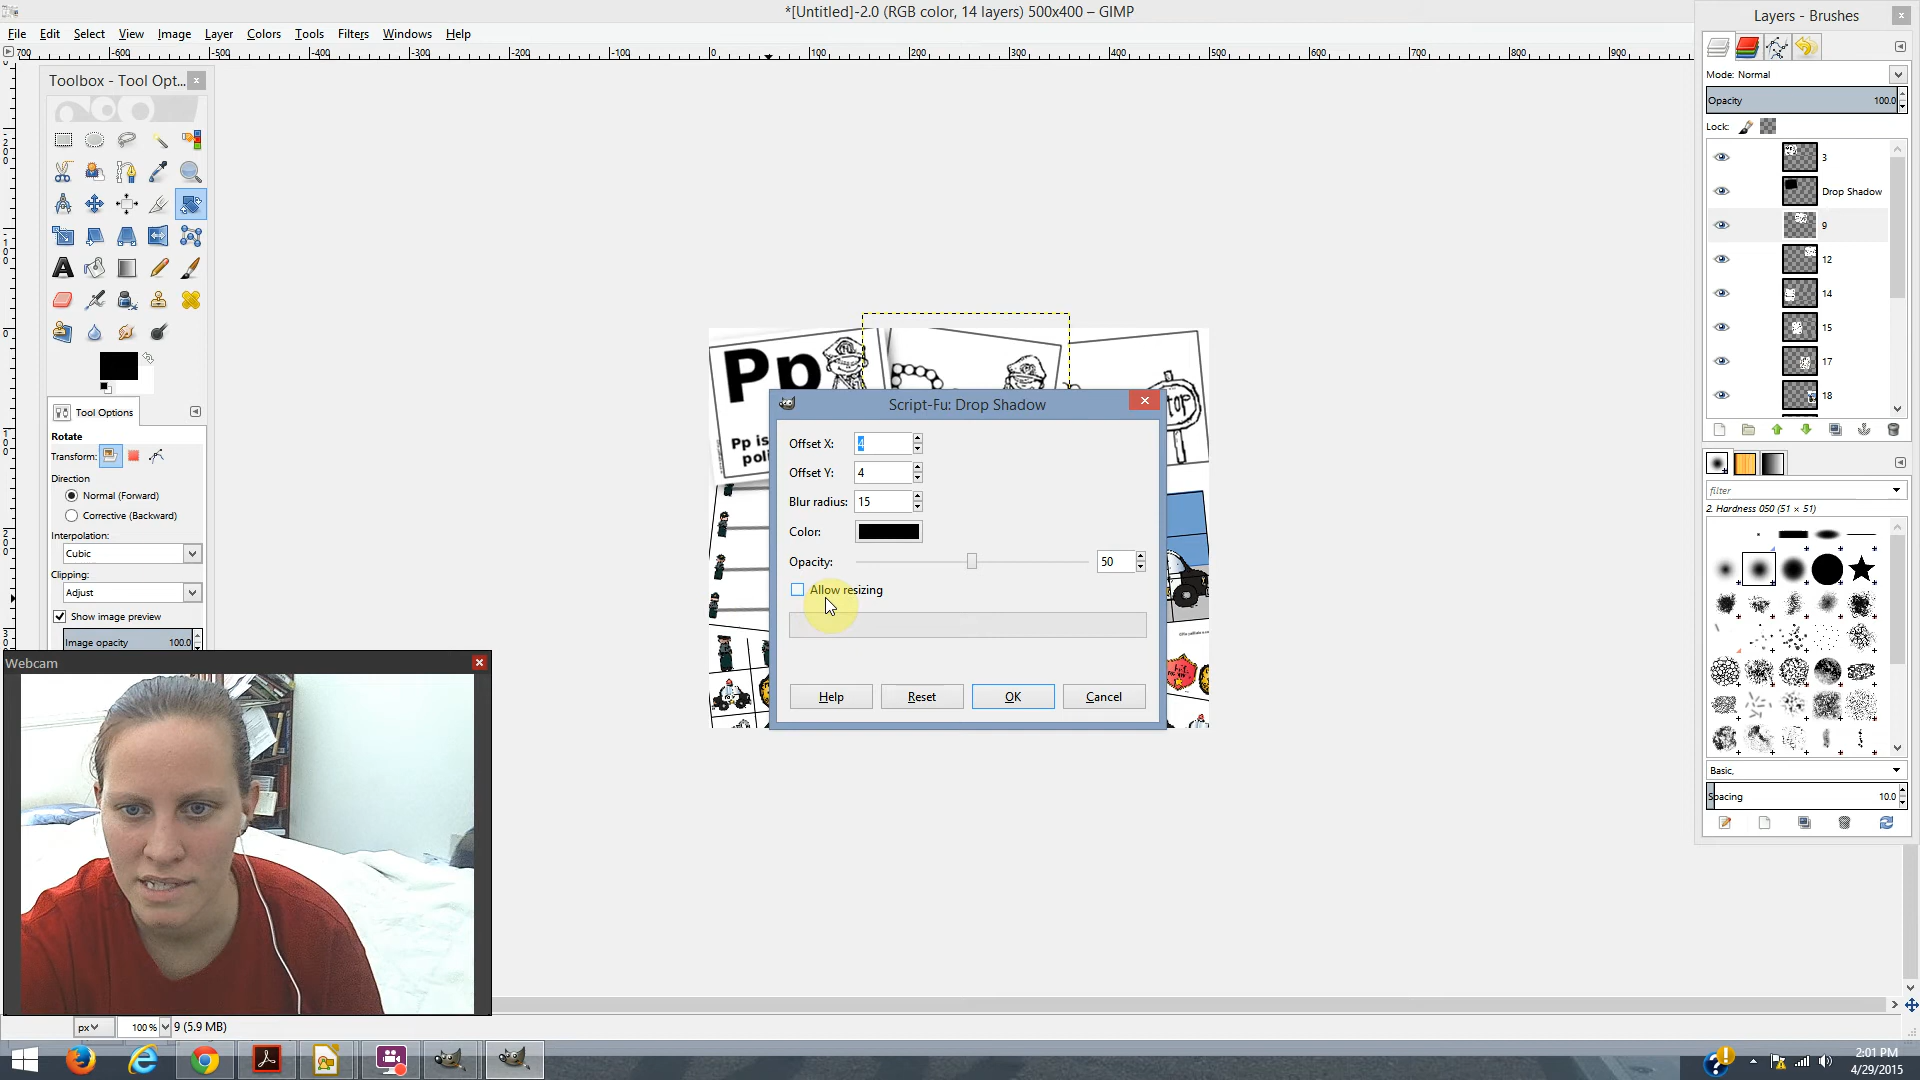 *[Untitled]-2.0 (RGB color, 14 layers) 500x400 – GIMP
File Edit Select View Image Layer Colors Tools Filters Windows Help
Layers - Brushes
Toolbox - Tool Opt...
Mode: Normal
Opacity 100.0
Lock:
3
Drop Shadow
9
12
14
15
17
18
Pp
Pp is
poli
TOP
Script-Fu: Drop Shadow
Offset X: 4
Offset Y: 4
Blur radius: 15
Color:
Opacity: 50
Allow resizing
Help Reset OK Cancel
Tool Options
Rotate
Transform:
Direction
Normal (Forward)
Corrective (Backward)
Interpolation:
Cubic
Clipping:
Adjust
Show image preview
Image opacity 100.0
Webcam
filter
2. Hardness 050 (51 × 51)
Basic,
Spacing 10.0
px 100 % 9 (5.9 MB)
2:01 PM
4/29/2015